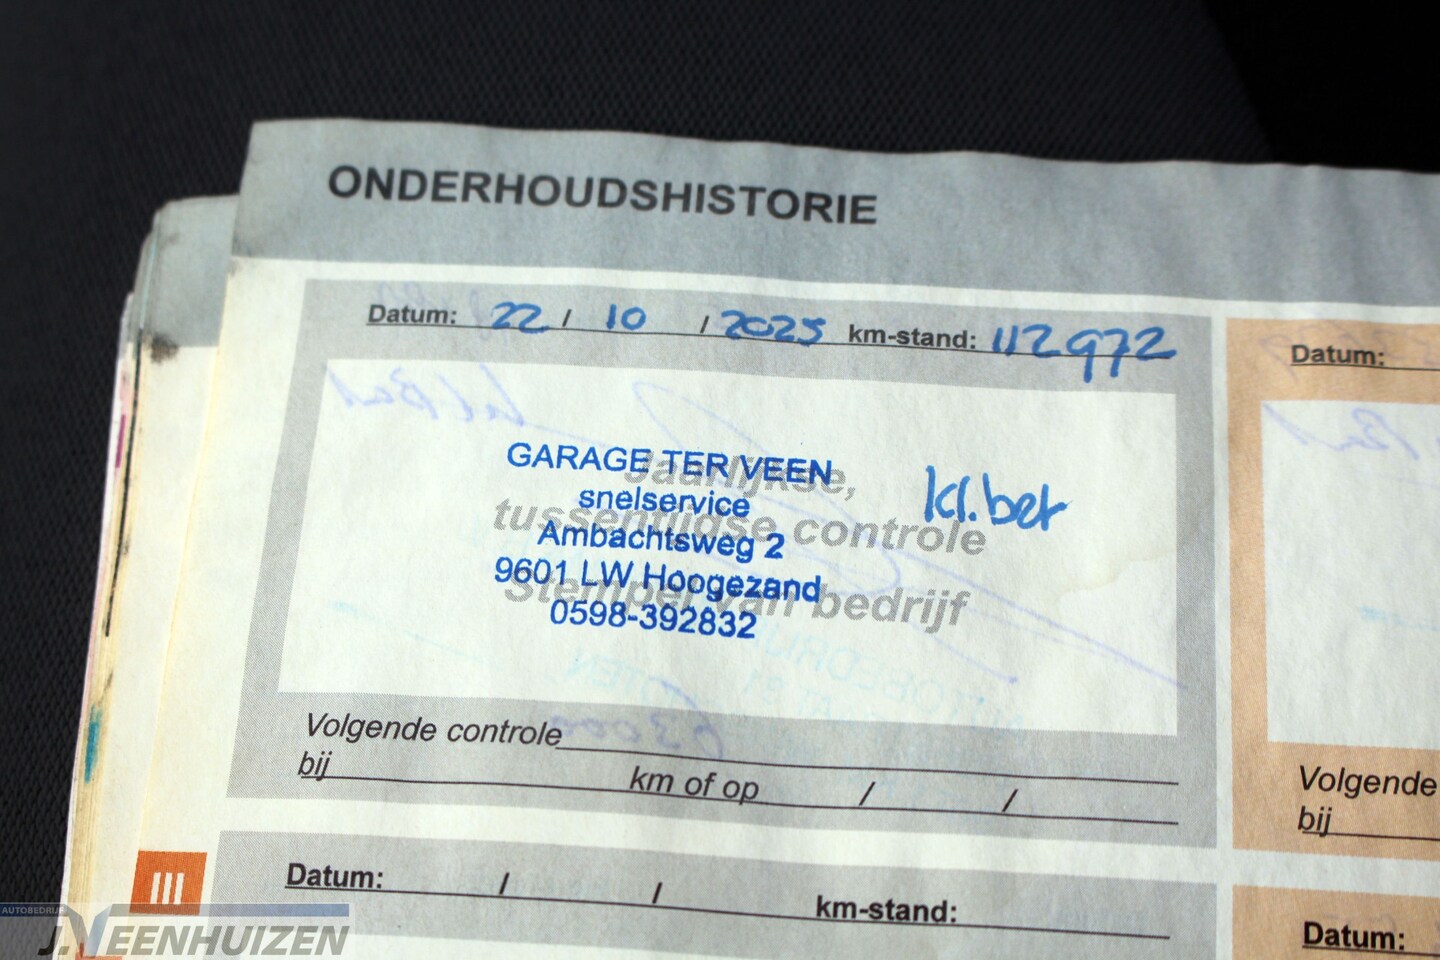 ONDERHOUDSHISTORIE
Datum: 22 / 10 / 2025 km-stand: 112972
Jaarlijkse,
tussentijdse controle
Stempel van bedrijf
GARAGE TER VEEN
snelservice
Ambachtsweg 2
9601 LW Hoogezand
0598-392832
kl.bet
Volgende controle
bij km of op / /
Datum: / / km-stand:
Datum:
Volgende
bij
Datum:
III
AUTOBEDRIJF
J.VEENHUIZEN